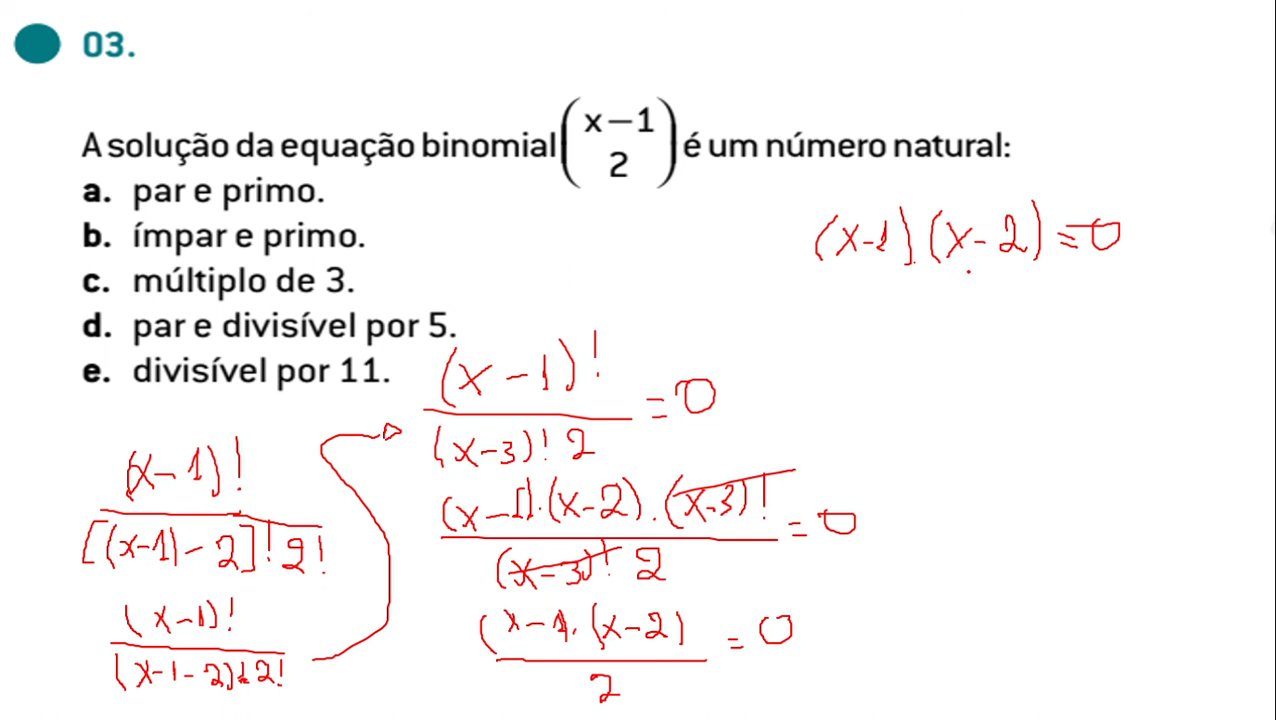 03.
A solução da equação binomial (x–1 2) é um número natural:
a. par e primo.
b. ímpar e primo.
c. múltiplo de 3.
d. par e divisível por 5.
e. divisível por 11.
(x-1)(x-2)=0
(x-1)!
[(x-1)-2]! 2!
(x-1)!
(x-1-2)! 2!
(x-1)! = 0
(x-3)! 2
(x-1).(x-2).(x-3)! = 0
(x-3)! 2
(x-1.(x-2) = 0
2